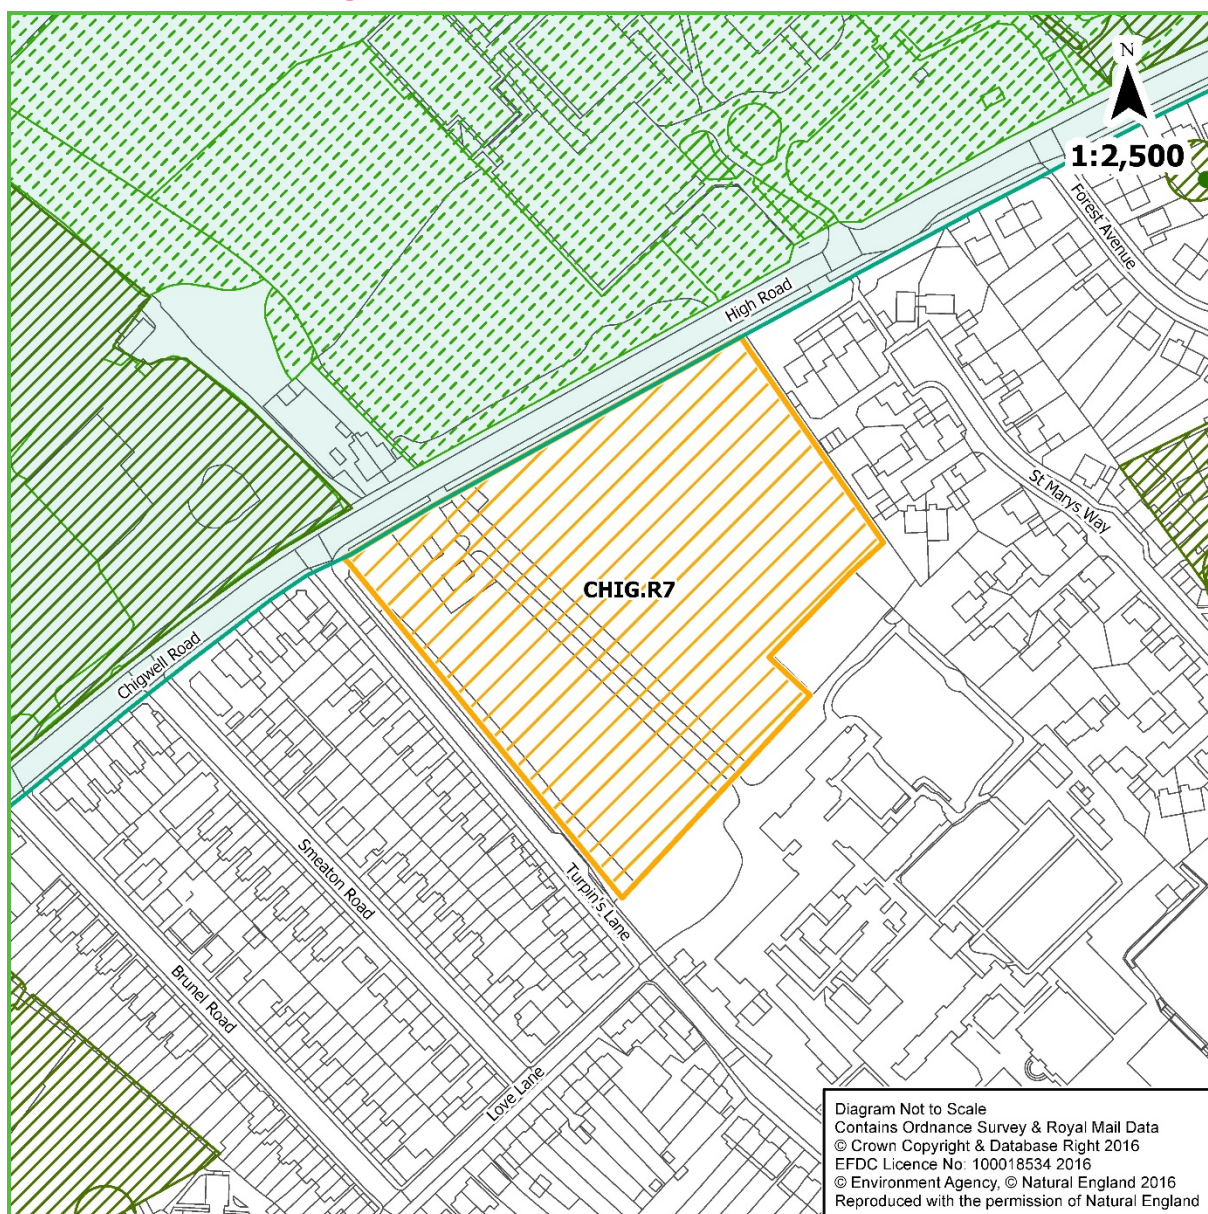 N
1:2,500
Forest Avenue
High Road
St Marys Way
CHIG.R7
Chigwell Road
Smeaton Road
Turpin's Lane
Brunel Road
Love Lane
Diagram Not to Scale
Contains Ordnance Survey & Royal Mail Data
© Crown Copyright & Database Right 2016
EFDC Licence No: 100018534 2016
© Environment Agency, © Natural England 2016
Reproduced with the permission of Natural England